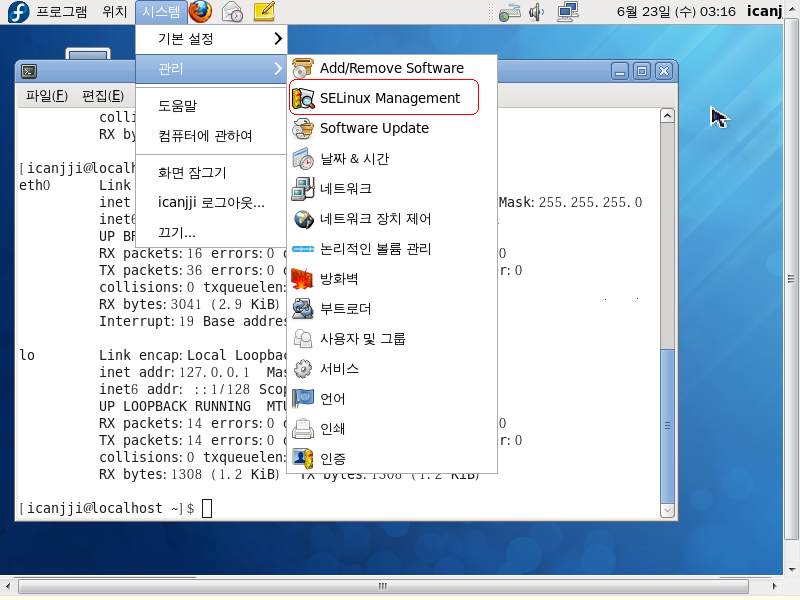 프로그램 위치 시스템 6월 23일 (수) 03:16 icanj
기본 설정
관리
도움말
컴퓨터에 관하여
화면 잠그기
icanjji 로그아웃...
끄기...
Add/Remove Software
SELinux Management
Software Update
날짜 & 시간
네트워크
네트워크 장치 제어
논리적인 볼륨 관리
방화벽
부트로더
사용자 및 그룹
서비스
언어
인쇄
인증
파일(F) 편집(E)
colli
RX by
[icanjji@localh
eth0 Link
inet Mask:255.255.255.0
inet6
UP BR
RX packets:16 errors:0 0
TX packets:36 errors:0 r:0
collisions:0 txqueuelen:
RX bytes:3041 (2.9 KiB)
Interrupt:19 Base addres
lo Link encap:Local Loopba
inet addr:127.0.0.1 Mas
inet6 addr: ::1/128 Scop
UP LOOPBACK RUNNING MTU
RX packets:14 errors:0 0
TX packets:14 errors:0 r:0
collisions:0 txqueuelen:
RX bytes:1308 (1.2 KiB) TX bytes:1308 (1.2 KiB)
[icanjji@localhost ~]$